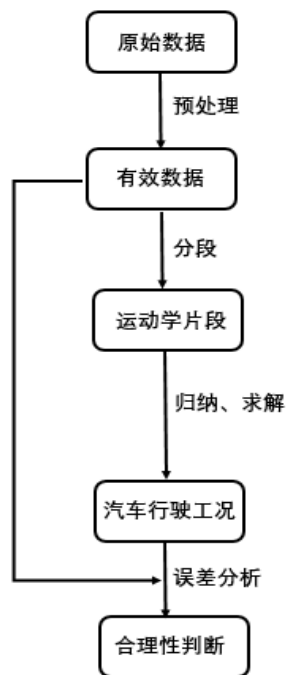 原始数据
预处理
有效数据
分段
运动学片段
归纳、求解
汽车行驶工况
误差分析
合理性判断